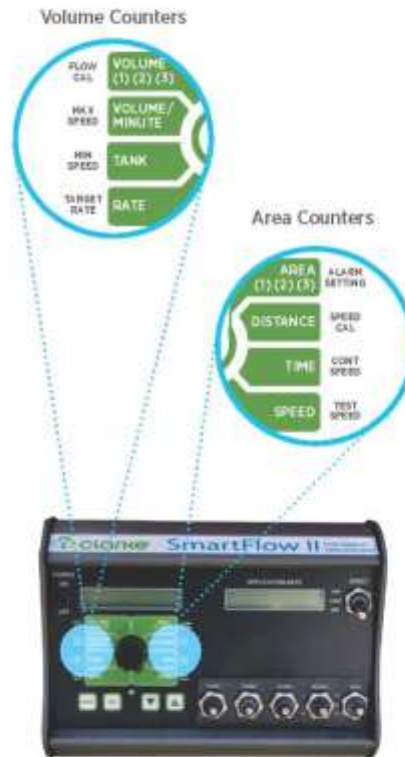 Volume Counters
FLOW CAL
VOLUME (1) (2) (3)
MAX SPEED
VOLUME/ MINUTE
MIN SPEED
TANK
TARGET RATE
RATE
Area Counters
AREA (1) (2) (3)
ALARM SETTING
DISTANCE
SPEED CAL
TIME
CONT SPEED
SPEED
TEST SPEED
Clarke SmartFlow II